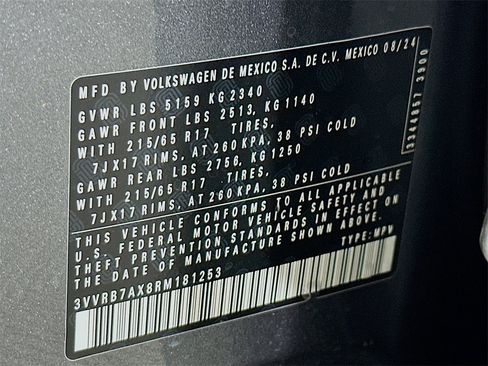 MFD BY VOLKSWAGEN DE MEXICO S.A. DE C.V. MEXICO 08/24
GVWR LBS 5159 KG 2340
GAWR FRONT LBS 2513, KG 1140
WITH 215/65 R17 TIRES,
7JX17 RIMS, AT 260 KPA, 38 PSI COLD
GAWR REAR LBS 2756, KG 1250
WITH 215/65 R17 TIRES,
7JX17 RIMS, AT 260 KPA, 38 PSI COLD
THIS VEHICLE CONFORMS TO ALL APPLICABLE
U.S. FEDERAL MOTOR VEHICLE SAFETY AND
THEFT PREVENTION STANDARDS IN EFFECT ON
THE DATE OF MANUFACTURE SHOWN ABOVE.
3VVRB7AX8RM181253 TYPE: MPV